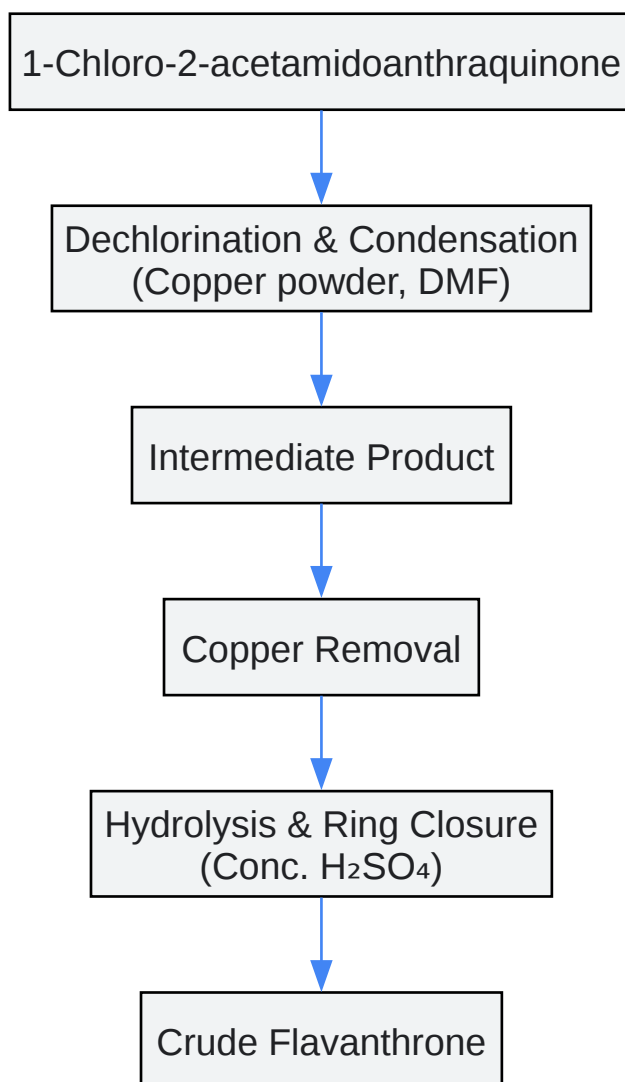 1-Chloro-2-acetamidoanthraquinone
Dechlorination & Condensation
(Copper powder, DMF)
Intermediate Product
Copper Removal
Hydrolysis & Ring Closure
(Conc. H₂SO₄)
Crude Flavanthrone